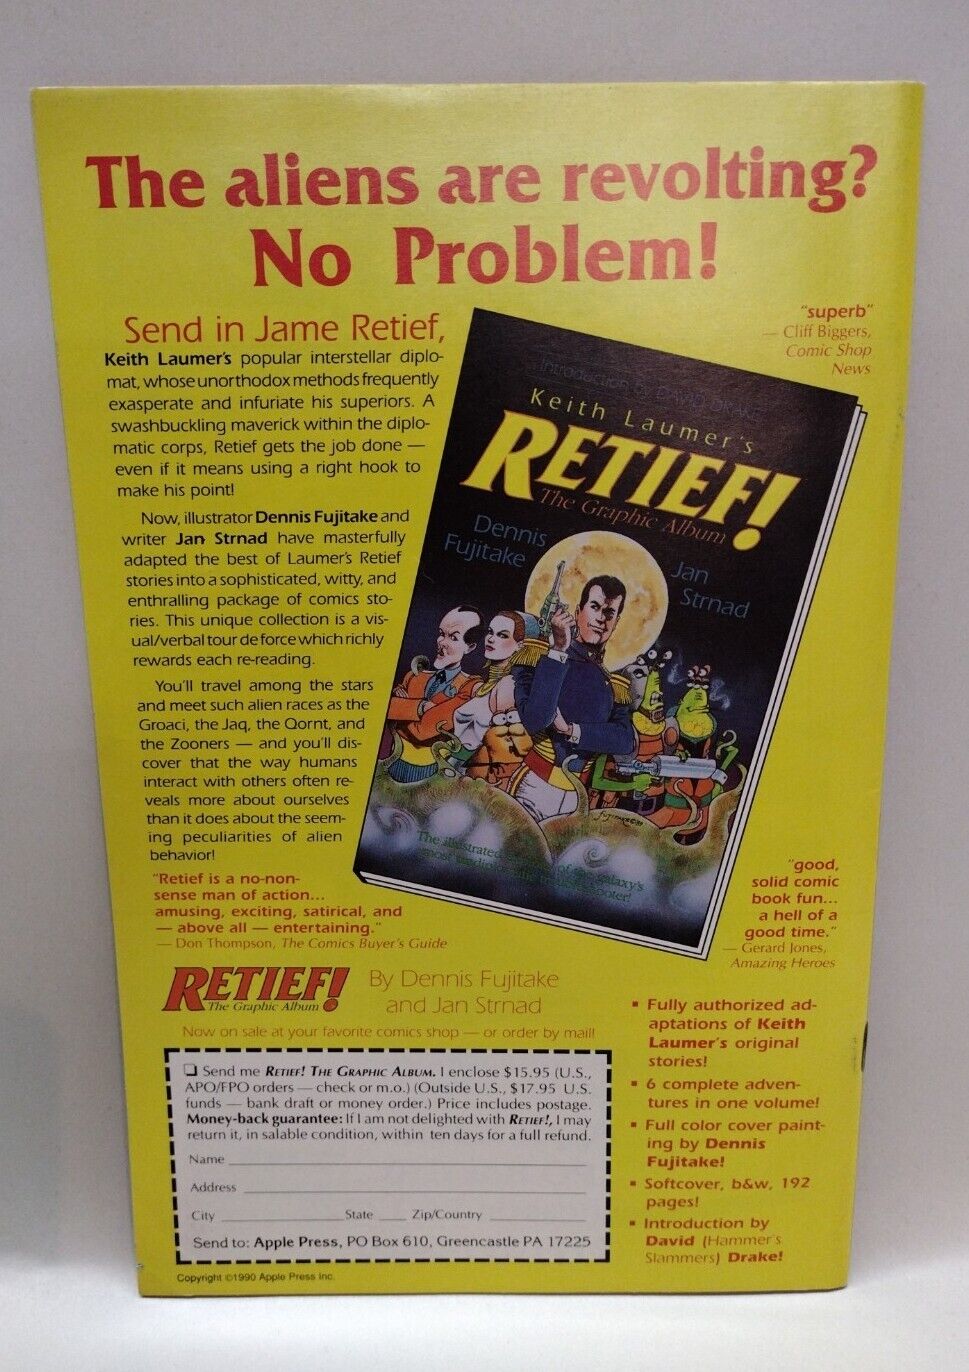 The aliens are revolting?
No Problem!
Send in Jame Retief,
Keith Laumer's popular interstellar diplo-
mat, whose unorthodox methods frequently
exasperate and infuriate his superiors. A
swashbuckling maverick within the diplo-
matic corps, Retief gets the job done —
even if it means using a right hook to
make his point!
Now, illustrator Dennis Fujitake and
writer Jan Strnad have masterfully
adapted the best of Laumer's Retief
stories into a sophisticated, witty, and
enthralling package of comics sto-
ries. This unique collection is a vis-
ual/verbal tour de force which richly
rewards each re-reading.
You'll travel among the stars
and meet such alien races as the
Groaci, the Jaq, the Qornt, and
the Zooners — and you'll dis-
cover that the way humans
interact with others often re-
veals more about ourselves
than it does about the seem-
ing peculiarities of alien
behavior!
"Retief is a no-non-
sense man of action...
amusing, exciting, satirical, and
— above all — entertaining."
— Don Thompson, The Comics Buyer's Guide
"superb"
— Cliff Biggers,
Comic Shop
News
Introduction by DAVID DRAKE
Keith Laumer's
RETIEF!
The Graphic Album
Dennis
Fujitake
Jan
Strnad
FUJITAKE
The illustrated of the galaxy's
most
"good,
solid comic
book fun...
a hell of a
good time."
— Gerard Jones,
Amazing Heroes
RETIEF!
The Graphic Album
By Dennis Fujitake
and Jan Strnad
Now on sale at your favorite comics shop — or order by mail!
❑ Send me RETIEF! THE GRAPHIC ALBUM. I enclose $15.95 (U.S.,
APO/FPO orders — check or m.o.) (Outside U.S., $17.95 U.S.
funds — bank draft or money order.) Price includes postage.
Money-back guarantee: If I am not delighted with RETIEF!, I may
return it, in salable condition, within ten days for a full refund.
Name
Address
City State Zip/Country
Send to: Apple Press, PO Box 610, Greencastle PA 17225
▪ Fully authorized ad-
aptations of Keith
Laumer's original
stories!
▪ 6 complete adven-
tures in one volume!
▪ Full color cover paint-
ing by Dennis
Fujitake!
▪ Softcover, b&w, 192
pages!
▪ Introduction by
David (Hammer's
Slammers) Drake!
Copyright ©1990 Apple Press Inc.